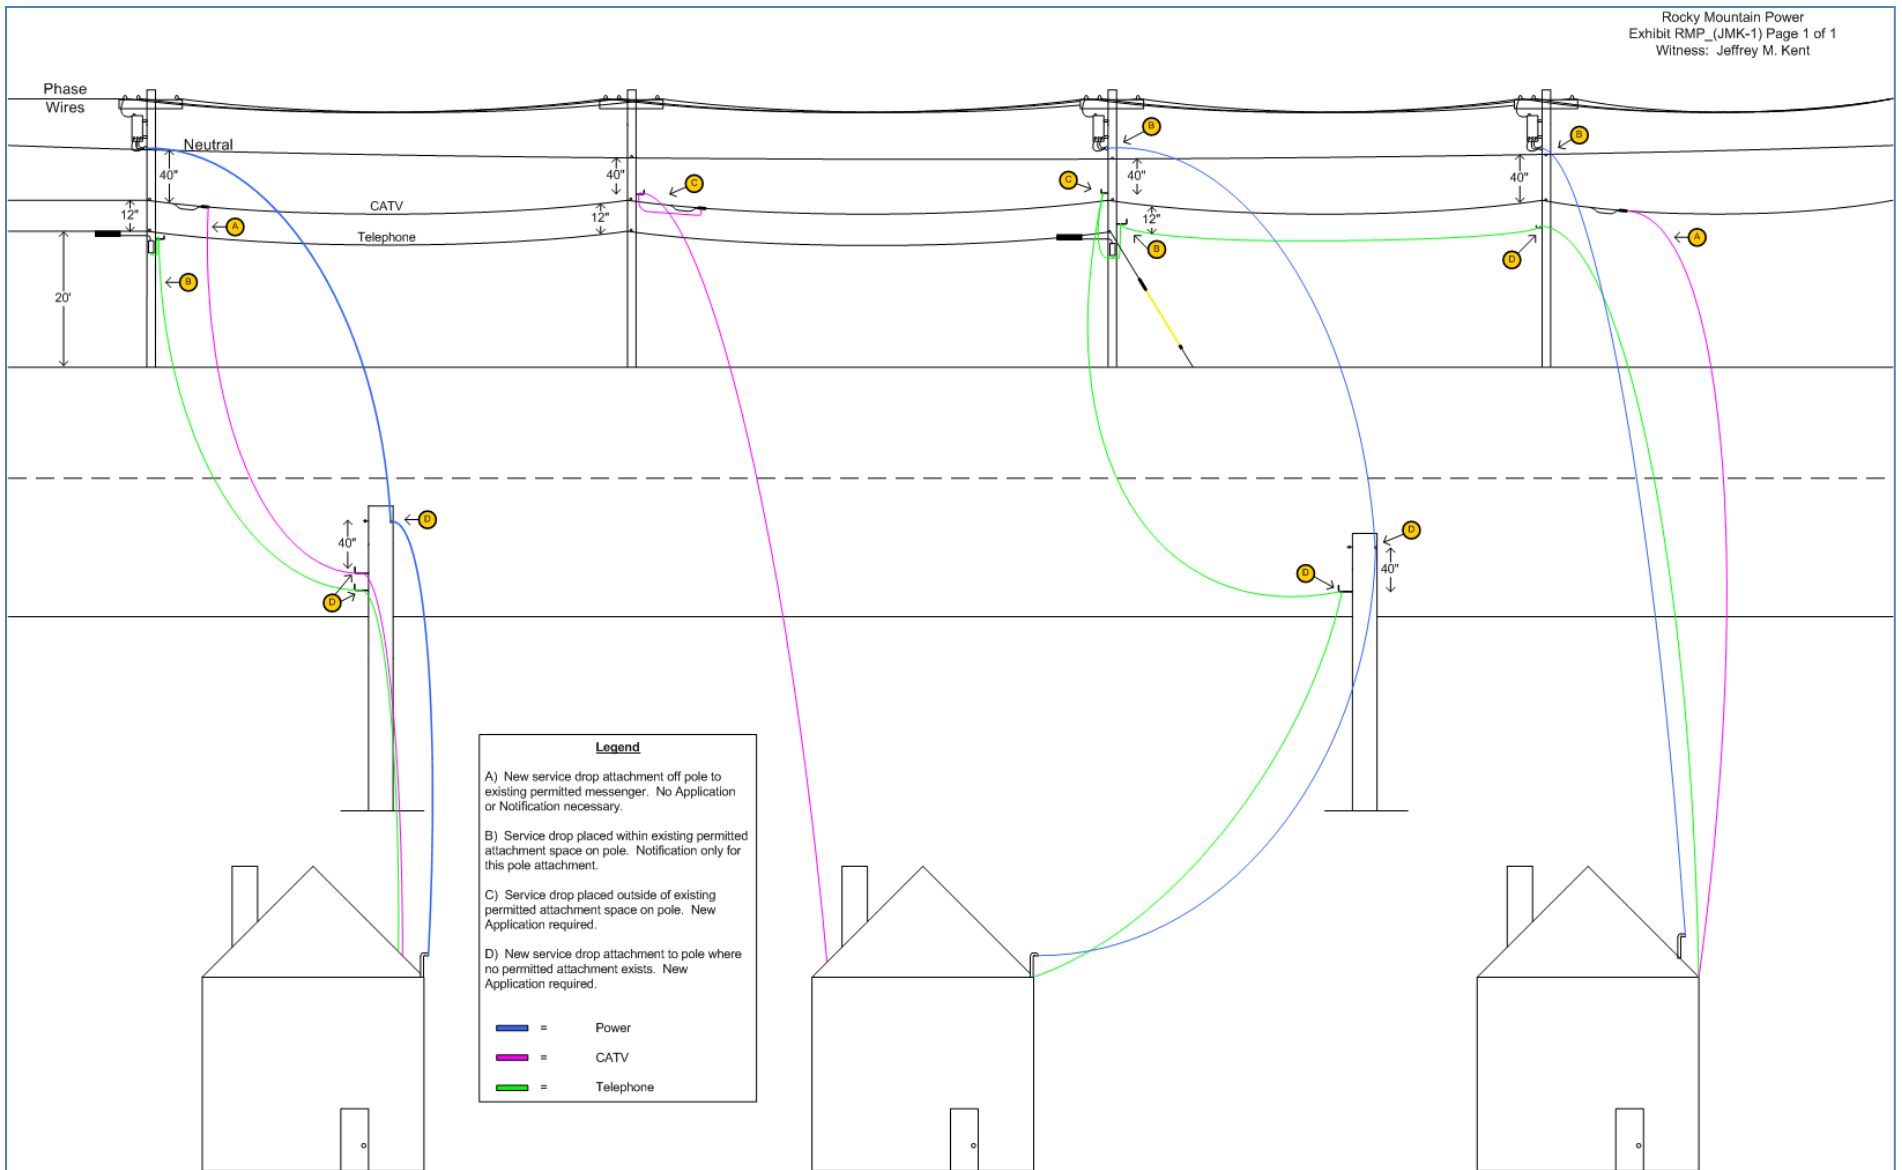 Rocky Mountain Power
Exhibit RMP_(JMK-1) Page 1 of 1
Witness: Jeffrey M. Kent
Phase
Wires
Neutral
B
B
40"
40"
40"
40"
C
C
CATV
12"
12"
12"
A
Telephone
B
D
A
B
20'
D
40"
D
40"
D
D
Legend
A) New service drop attachment off pole to
existing permitted messenger. No Application
or Notification necessary.
B) Service drop placed within existing permitted
attachment space on pole. Notification only for
this pole attachment.
C) Service drop placed outside of existing
permitted attachment space on pole. New
Application required.
D) New service drop attachment to pole where
no permitted attachment exists. New
Application required.
= Power
= CATV
= Telephone